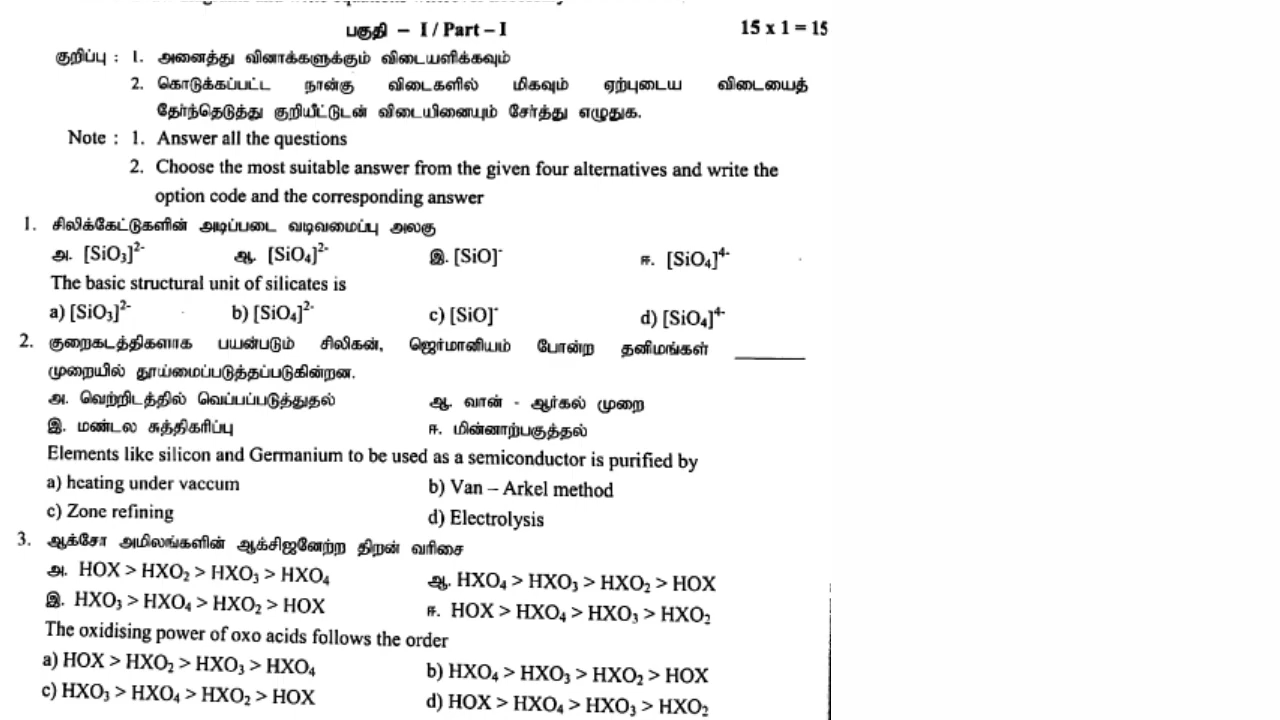 பகுதி – I / Part – I 15 x 1 = 15
குறிப்பு : 1. அனைத்து வினாக்களுக்கும் விடையளிக்கவும்
2. கொடுக்கப்பட்ட நான்கு விடைகளில் மிகவும் ஏற்புடைய விடையைத்
தேர்ந்தெடுத்து குறியீட்டுடன் விடையினையும் சேர்த்து எழுதுக.
Note : 1. Answer all the questions
2. Choose the most suitable answer from the given four alternatives and write the
option code and the corresponding answer
1. சிலிக்கேட்டுகளின் அடிப்படை வடிவமைப்பு அலகு
அ. [SiO₃]²⁻ ஆ. [SiO₄]²⁻ இ. [SiO]⁻ ஈ. [SiO₄]⁴⁻
The basic structural unit of silicates is
a) [SiO₃]²⁻ b) [SiO₄]²⁻ c) [SiO]⁻ d) [SiO₄]⁴⁻
2. குறைகடத்திகளாக பயன்படும் சிலிகன், ஜெர்மானியம் போன்ற தனிமங்கள் ______
முறையில் தூய்மைப்படுத்தப்படுகின்றன.
அ. வெற்றிடத்தில் வெப்பப்படுத்துதல் ஆ. வான் - ஆர்கல் முறை
இ. மண்டல சுத்திகரிப்பு ஈ. மின்னாற்பகுத்தல்
Elements like silicon and Germanium to be used as a semiconductor is purified by
a) heating under vaccum b) Van – Arkel method
c) Zone refining d) Electrolysis
3. ஆக்சோ அமிலங்களின் ஆக்சிஜனேற்ற திறன் வரிசை
அ. HOX > HXO₂ > HXO₃ > HXO₄ ஆ. HXO₄ > HXO₃ > HXO₂ > HOX
இ. HXO₃ > HXO₄ > HXO₂ > HOX ஈ. HOX > HXO₄ > HXO₃ > HXO₂
The oxidising power of oxo acids follows the order
a) HOX > HXO₂ > HXO₃ > HXO₄ b) HXO₄ > HXO₃ > HXO₂ > HOX
c) HXO₃ > HXO₄ > HXO₂ > HOX d) HOX > HXO₄ > HXO₃ > HXO₂